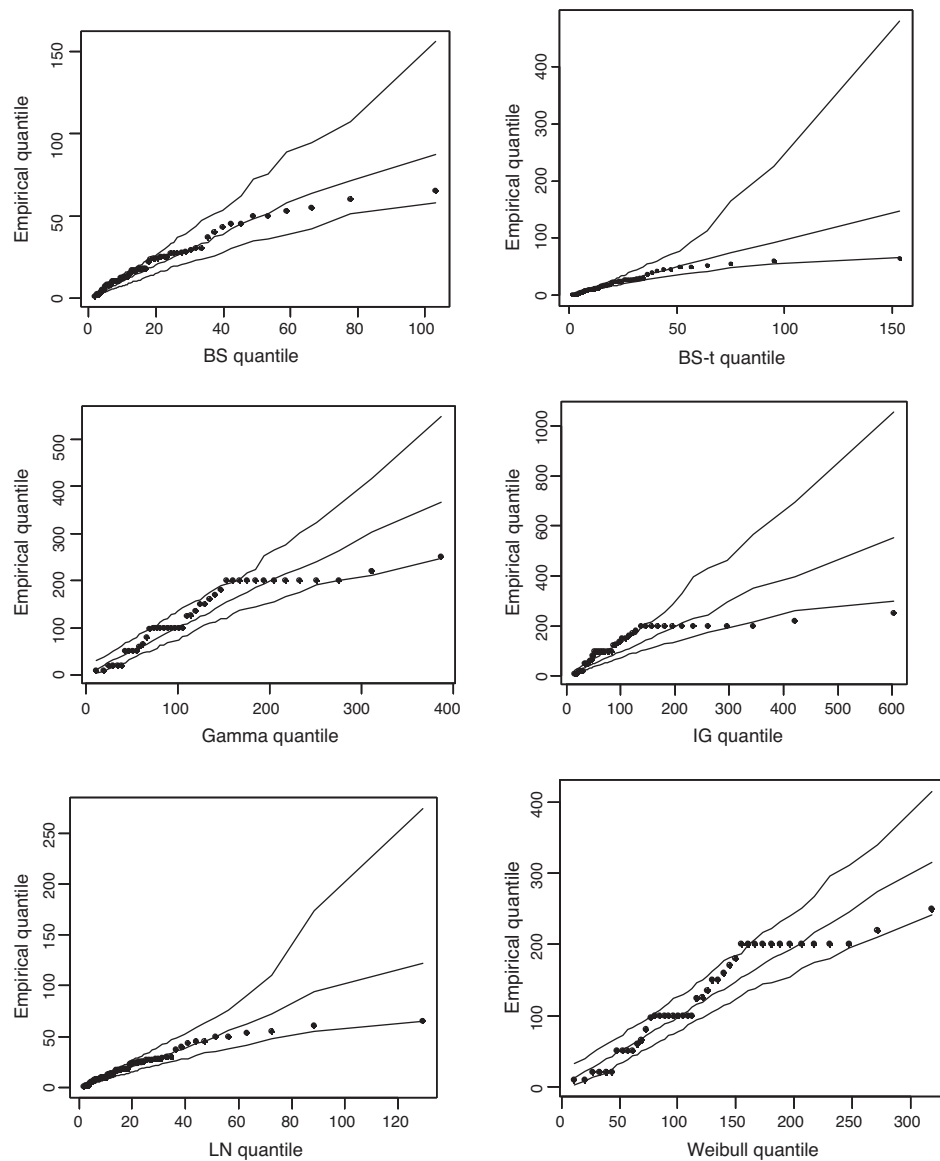 Empirical quantile
0 50 100 150
0 20 40 60 80 100
BS quantile
Empirical quantile
0 100 200 300 400
0 50 100 150
BS-t quantile
Empirical quantile
0 100 200 300 400 500
0 100 200 300 400
Gamma quantile
Empirical quantile
0 200 400 600 800 1000
0 100 200 300 400 500 600
IG quantile
Empirical quantile
0 50 100 150 200 250
0 20 40 60 80 100 120
LN quantile
Empirical quantile
0 100 200 300 400
0 50 100 150 200 250 300
Weibull quantile